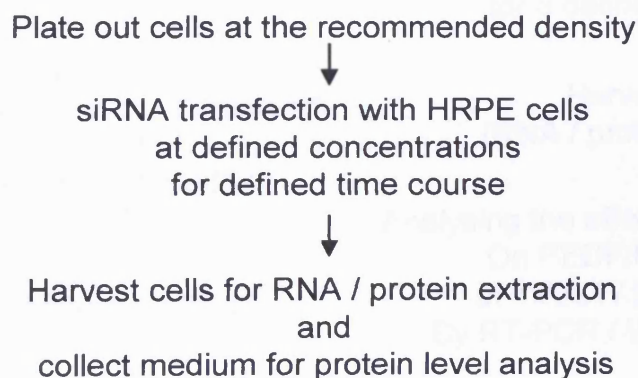 Plate out cells at the recommended density
siRNA transfection with HRPE cells
at defined concentrations
for defined time course
Harvest cells for RNA / protein extraction
and
collect medium for protein level analysis